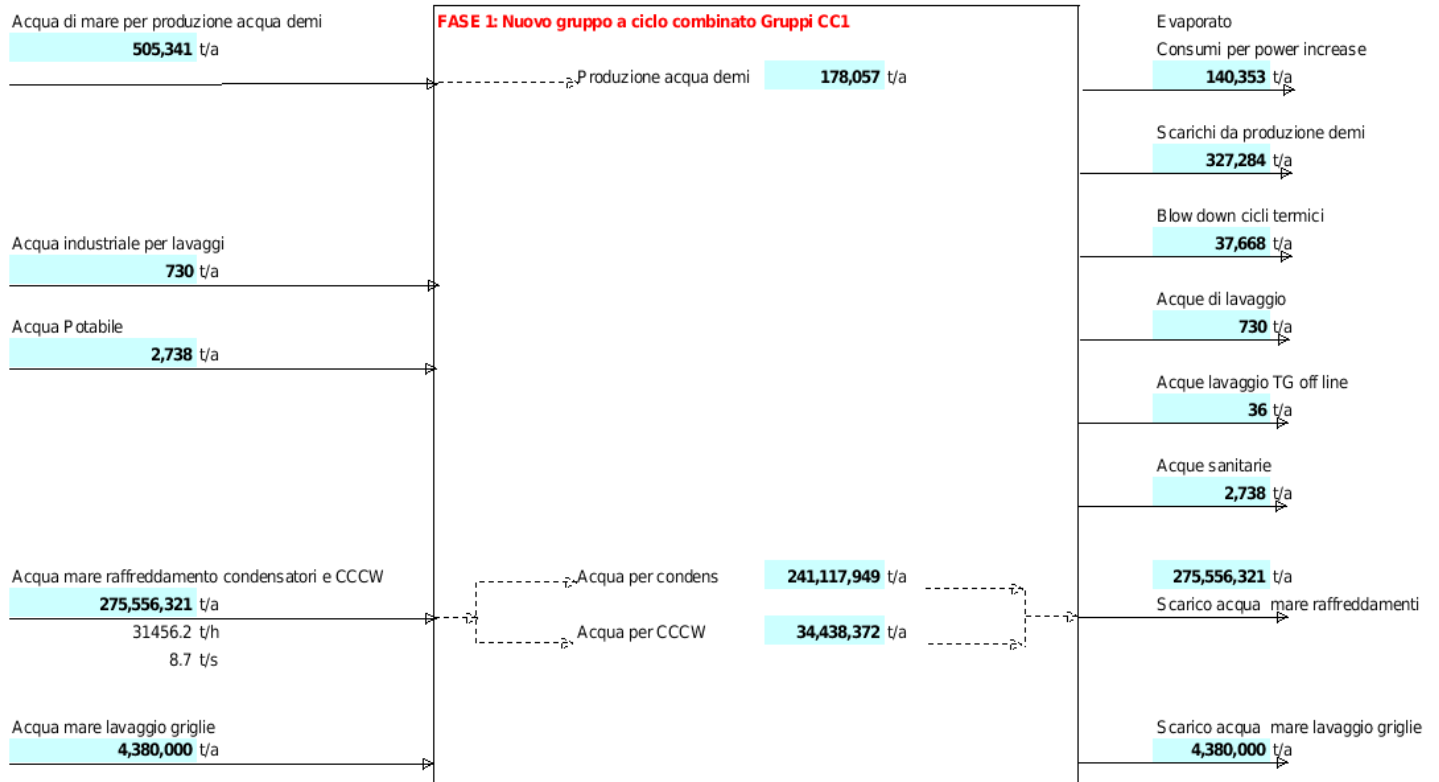 Acqua di mare per produzione acqua demi
505,341 t/a
Acqua industriale per lavaggi
730 t/a
Acqua Potabile
2,738 t/a
Acqua mare raffreddamento condensatori e CCCW
275,556,321 t/a
31456.2 t/h
8.7 t/s
Acqua mare lavaggio griglie
4,380,000 t/a
FASE 1: Nuovo gruppo a ciclo combinato Gruppi CC1
Produzione acqua demi 178,057 t/a
Acqua per condens 241,117,949 t/a
Acqua per CCCW 34,438,372 t/a
Evaporato
Consumi per power increase
140,353 t/a
Scarichi da produzione demi
327,284 t/a
Blow down cicli termici
37,668 t/a
Acque di lavaggio
730 t/a
Acque lavaggio TG off line
36 t/a
Acque sanitarie
2,738 t/a
275,556,321 t/a
Scarico acqua mare raffreddamenti
Scarico acqua mare lavaggio griglie
4,380,000 t/a